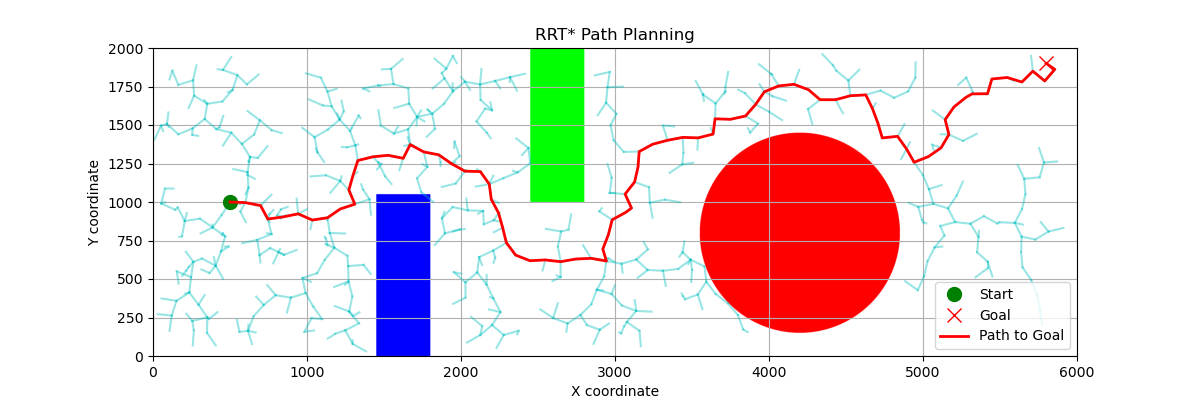 RRT* Path Planning
2000
1750
1500
1250
1000
750
500
250
0
Y coordinate
0 1000 2000 3000 4000 5000 6000
X coordinate
Start
Goal
Path to Goal